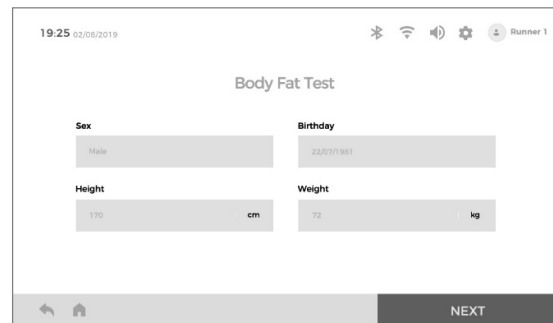 19:25 02/08/2019 Runner 1
Body Fat Test
Sex Birthday
Male 22/07/1981
Height Weight
170 cm 72 kg
NEXT